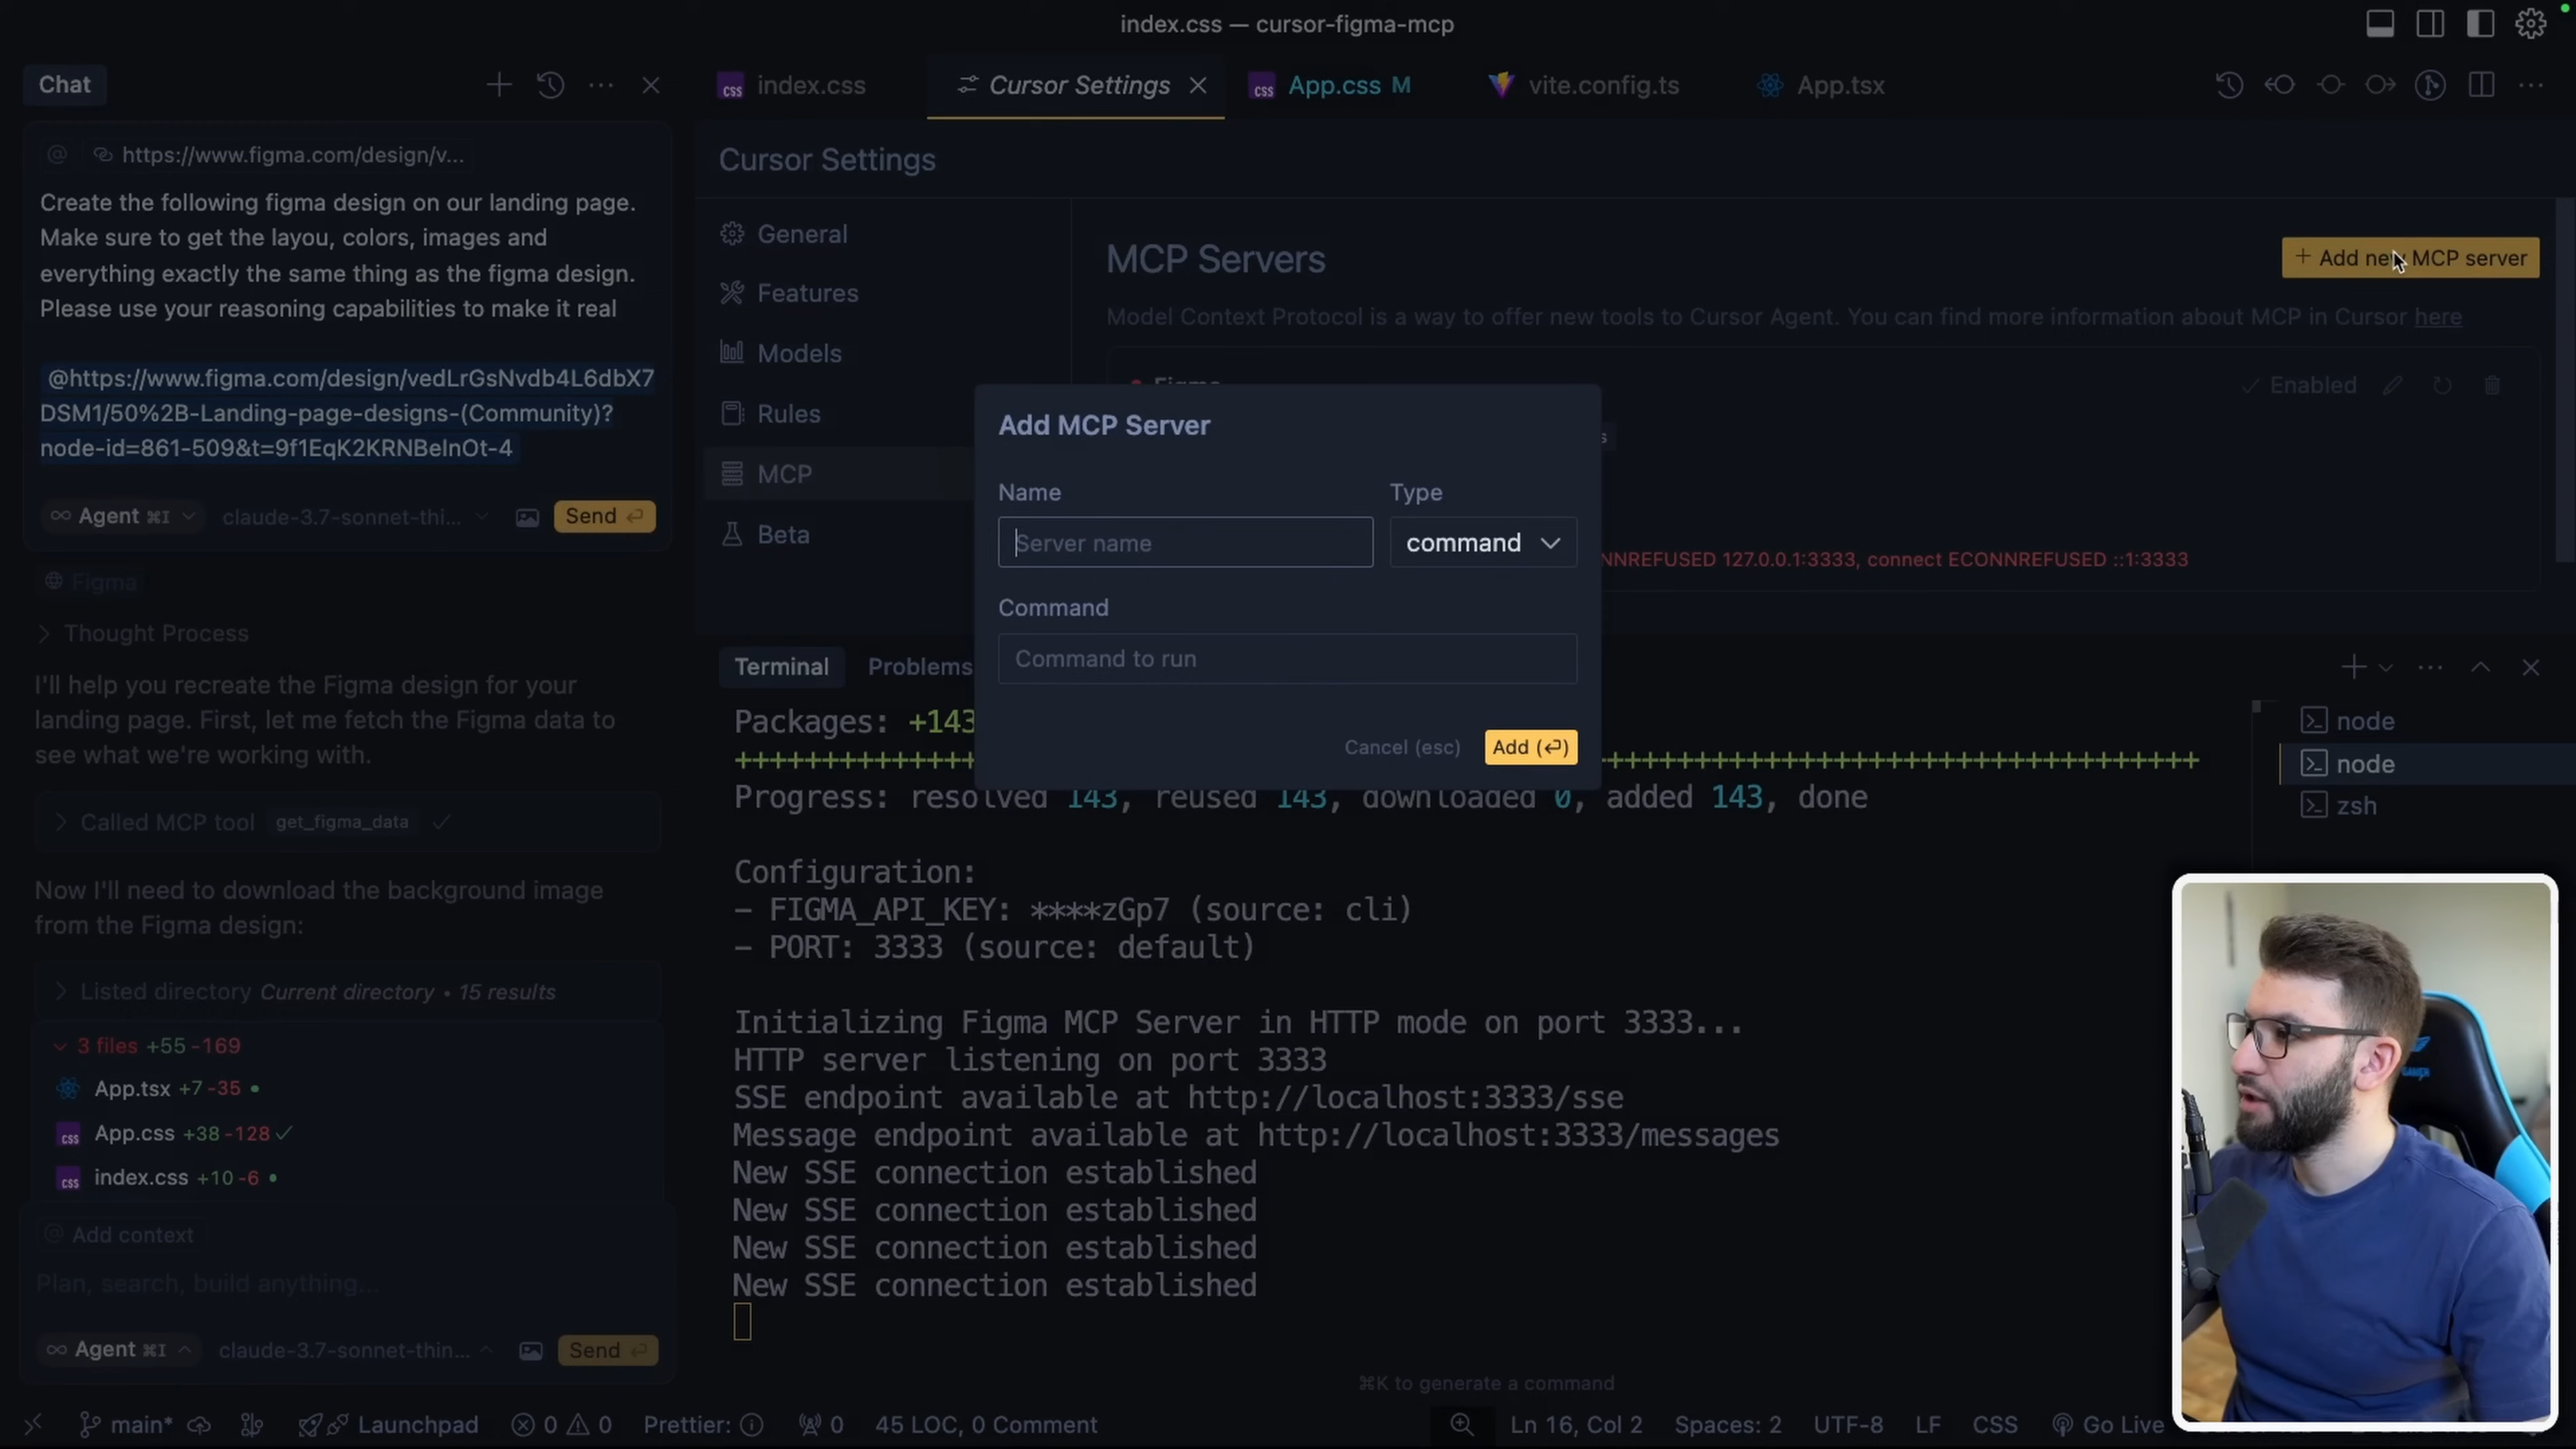 index.css — cursor-figma-mcp
Chat
index.css
Cursor Settings
App.css M
vite.config.ts
App.tsx
https://www.figma.com/design/v...
Create the following figma design on our landing page.
Make sure to get the layou, colors, images and
everything exactly the same thing as the figma design.
Please use your reasoning capabilities to make it real
@https://www.figma.com/design/vedLrGsNvdb4L6dbX7
DSM1/50%2B-Landing-page-designs-(Community)?
node-id=861-509&t=9f1EqK2KRNBeInOt-4
Agent ⌘I
claude-3.7-sonnet-thi...
Send
Figma
Thought Process
I'll help you recreate the Figma design for your
landing page. First, let me fetch the Figma data to
see what we're working with.
Called MCP tool get_figma_data
Now I'll need to download the background image
from the Figma design:
Listed directory Current directory • 15 results
3 files +55 -169
App.tsx +7 -35
App.css +38 -128
index.css +10 -6
@ Add context
Plan, search, build anything...
Agent ⌘I
claude-3.7-sonnet-thin...
Send
Cursor Settings
General
Features
Models
Rules
MCP
Beta
MCP Servers
+ Add new MCP server
Model Context Protocol is a way to offer new tools to Cursor Agent. You can find more information about MCP in Cursor here
Enabled
NNREFUSED 127.0.0.1:3333, connect ECONNREFUSED ::1:3333
Add MCP Server
Name
Type
Server name
command
Command
Command to run
Cancel (esc)
Add (⏎)
Terminal
Problems
Packages: +143
++++++++++++++++++++++++++++++++++++++++++++++++
Progress: resolved 143, reused 143, downloaded 0, added 143, done
Configuration:
– FIGMA_API_KEY: ****zGp7 (source: cli)
– PORT: 3333 (source: default)
Initializing Figma MCP Server in HTTP mode on port 3333...
HTTP server listening on port 3333
SSE endpoint available at http://localhost:3333/sse
Message endpoint available at http://localhost:3333/messages
New SSE connection established
New SSE connection established
New SSE connection established
New SSE connection established
node
node
zsh
⌘K to generate a command
main*
Launchpad
0
0
Prettier:
0
45 LOC, 0 Comment
Ln 16, Col 2
Spaces: 2
UTF-8
LF
CSS
Go Live